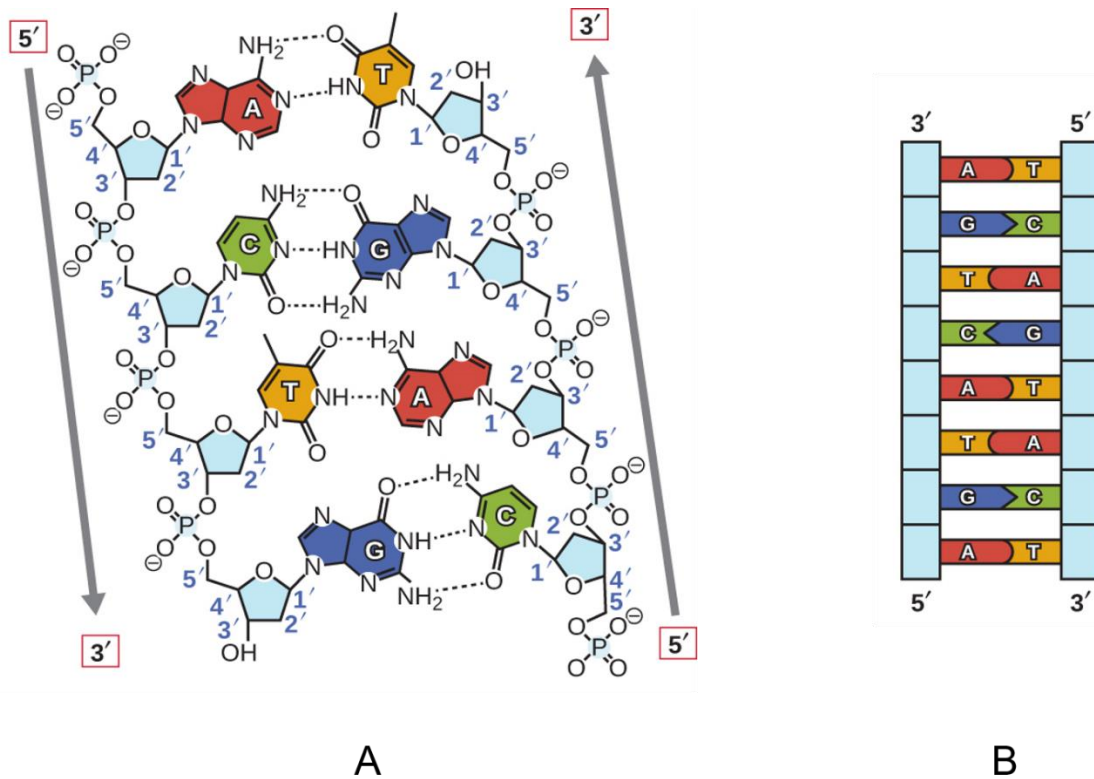 5′
3′
O
O ⊖
P
⊖ O
O
5′
4′
O
3′
2′
1′
N
N
A
NH2
N
N
O
T
HN
N
O
2′
OH
3′
1′
O
4′
5′
O
O
O ⊖
P
O
O
P
O
⊖ O
O
5′
4′
O
3′
2′
1′
NH2
C
N
N
O
O
N
HN
G
N
N
H2N
2′
3′
1′
O
4′
5′
O
O
O ⊖
P
O
O
P
O
⊖ O
O
5′
4′
O
3′
2′
1′
O
T
NH
N
O
H2N
N
N
A
N
N
2′
3′
1′
O
4′
5′
O
O
O ⊖
P
O
O
P
O
⊖ O
O
5′
4′
O
3′
2′
1′
OH
O
N
NH
G
N
N
NH2
H2N
C
N
N
O
2′
3′
1′
O
4′
5′
O
O ⊖
P
O
O
3′
5′
A
3′ 5′
A T
G C
T A
C G
A T
T A
G C
A T
5′ 3′
B